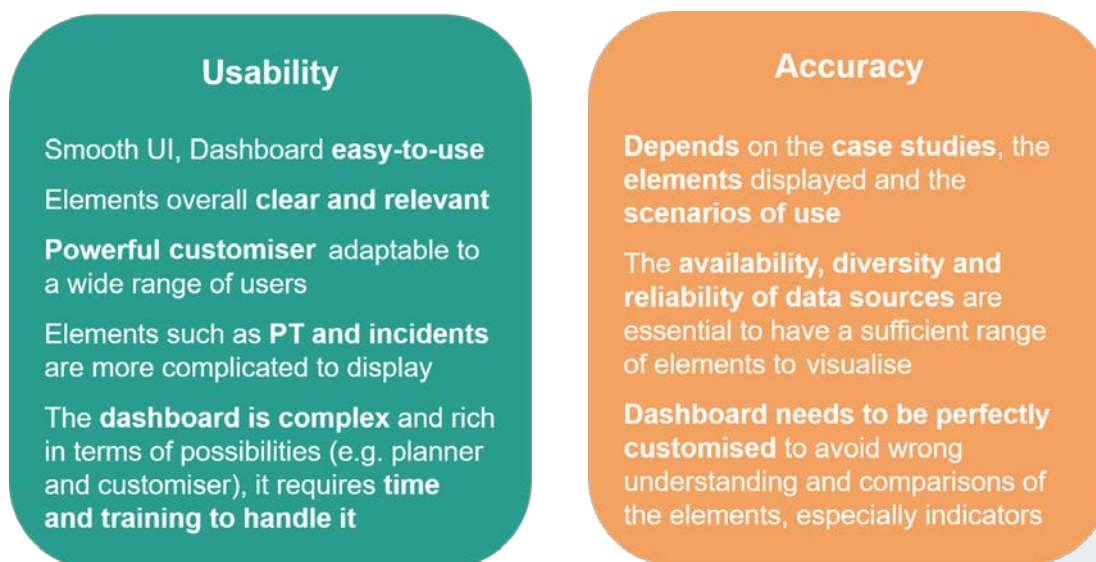 Usability
Smooth UI, Dashboard easy-to-use
Elements overall clear and relevant
Powerful customiser adaptable to
a wide range of users
Elements such as PT and incidents
are more complicated to display
The dashboard is complex and rich
in terms of possibilities (e.g. planner
and customiser), it requires time
and training to handle it
Accuracy
Depends on the case studies, the
elements displayed and the
scenarios of use
The availability, diversity and
reliability of data sources are
essential to have a sufficient range
of elements to visualise
Dashboard needs to be perfectly
customised to avoid wrong
understanding and comparisons of
the elements, especially indicators